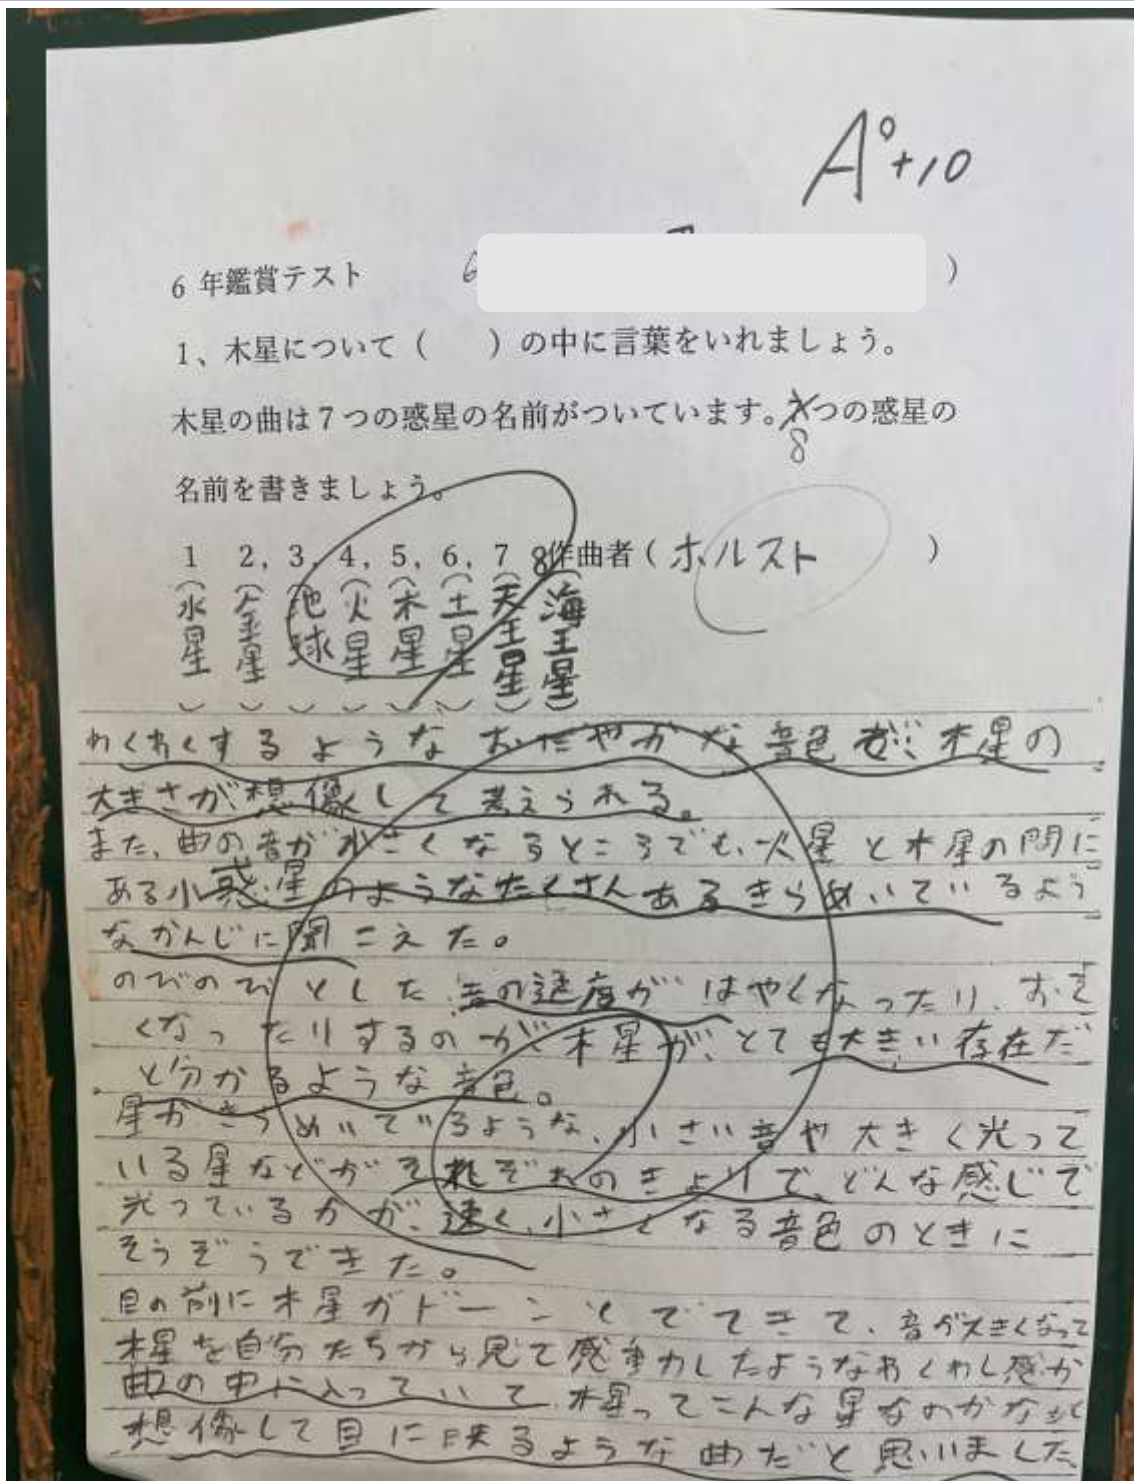 A°+10
6年鑑賞テスト 6 )
1、木星について( )の中に言葉をいれましょう。
木星の曲は7つの惑星の名前がついています。7つの惑星の
8
名前を書きましょう。
1 2, 3, 4, 5, 6, 7 8作曲者(ホルスト )
(水星)
(金星)
(地球)
(火星)
(木星)
(土星)
(天王星)
(海王星)
わくわくするようなおだやかな音色が木星の
大きさが想像して考えられる。
また、曲の音が小さくなるところでも、火星と木星の間に
ある小惑星のようなたくさんあるきらめいているよう
なかんじに聞こえた。
のびのびとした音の速度がはやくなったり、おそ
くなったりするのが木星が、とても大きい存在だ
と分かるような音色。
星がきらめいているような、小さい音や大きく光って
いる星などがそれぞれのきょりで、どんな感じで
光っているかが、速く、小さくなる音色のときに
そうぞうできた。
目の前に木星がドーンとでてきて、音が大きくなって
木星を自分たちから見て感動したようなわくわくし感が
曲の中に入っていて、木星ってこんな星なのかなと
想像して目に映るような曲だと思いました